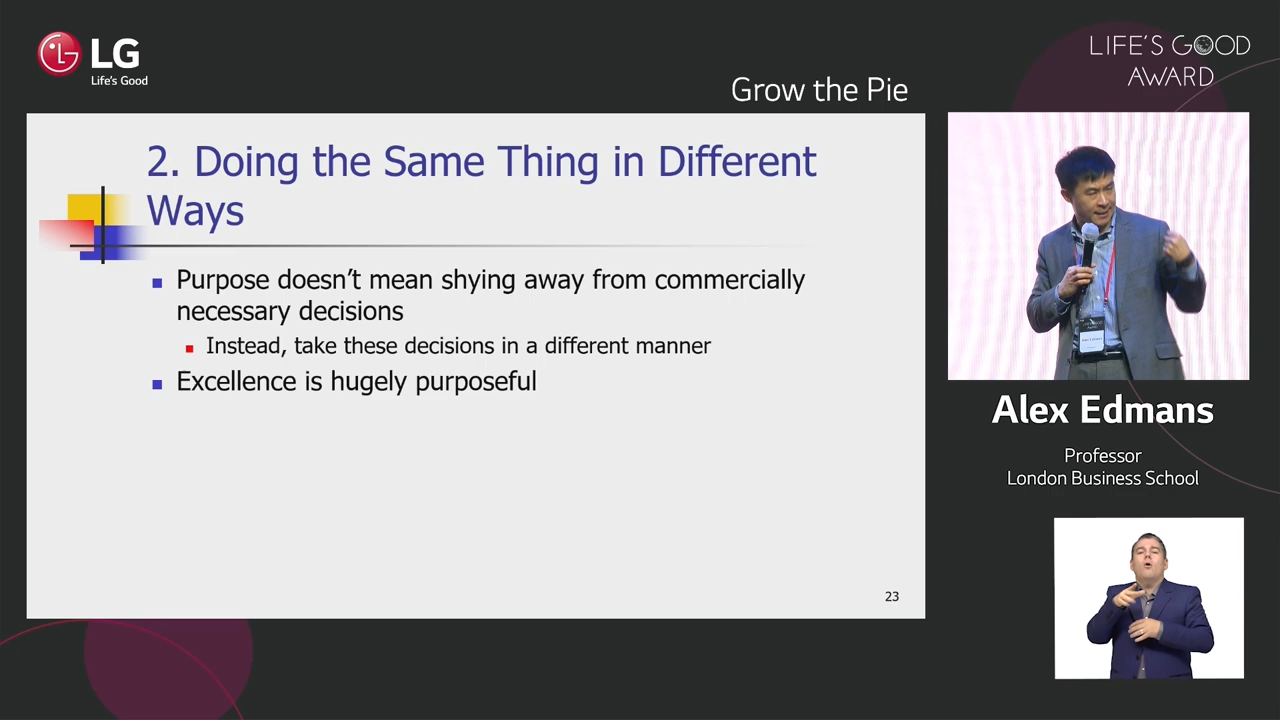 LG
Life's Good
LIFE'S GOOD
AWARD
Grow the Pie
2. Doing the Same Thing in Different
Ways
Purpose doesn't mean shying away from commercially
necessary decisions
Instead, take these decisions in a different manner
Excellence is hugely purposeful
23
Alex Edmans
Professor
London Business School